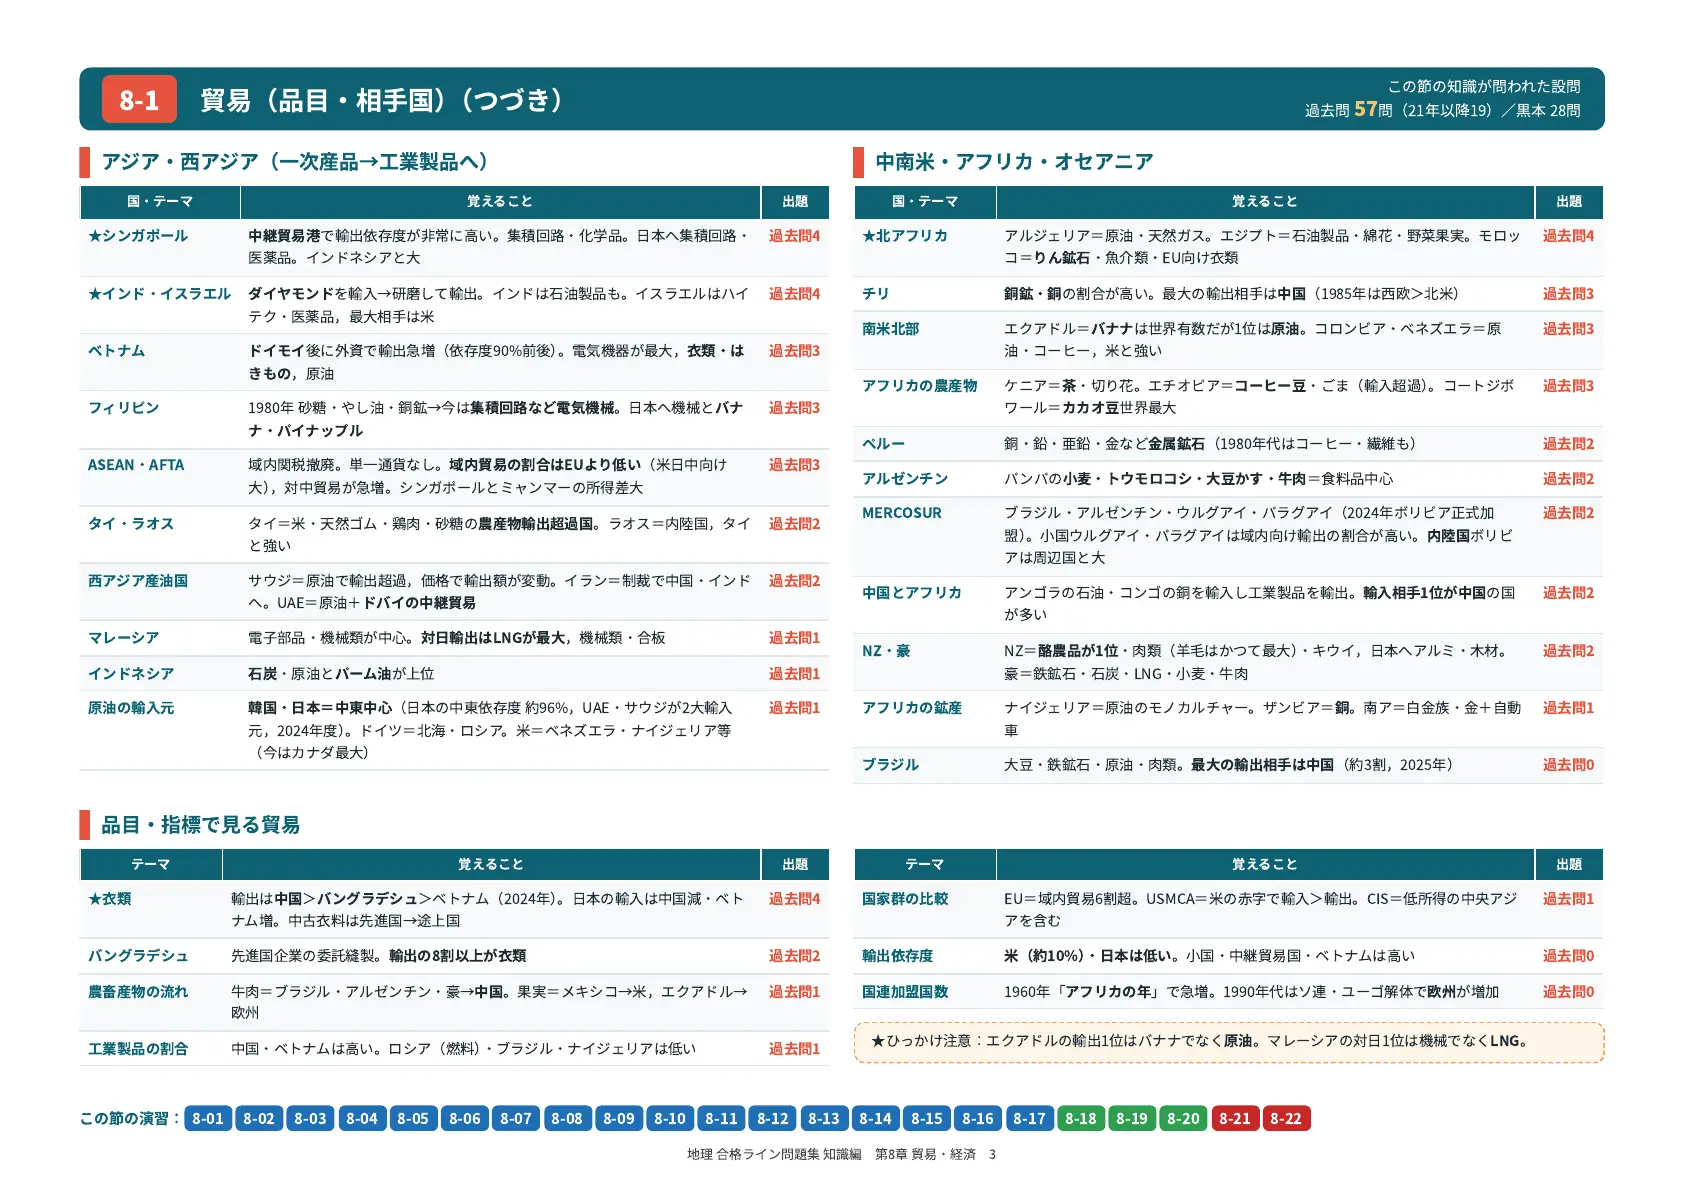 8-1 貿易（品目・相手国）（つづき）
この節の知識が問われた設問
過去問 57問（21年以降19）／黒本 28問
アジア・西アジア（一次産品→工業製品へ）
国・テーマ 覚えること 出題
★シンガポール 中継貿易港で輸出依存度が非常に高い。集積回路・化学品。日本へ集積回路・ 過去問4
医薬品。インドネシアと大
★インド・イスラエル ダイヤモンドを輸入→研磨して輸出。インドは石油製品も。イスラエルはハイ 過去問4
テク・医薬品，最大相手は米
ベトナム ドイモイ後に外資で輸出急増（依存度90%前後）。電気機器が最大，衣類・は 過去問3
きもの，原油
フィリピン 1980年 砂糖・やし油・銅鉱→今は集積回路など電気機械。日本へ機械とバナ 過去問3
ナ・パイナップル
ASEAN・AFTA 域内関税撤廃。単一通貨なし。域内貿易の割合はEUより低い（米日中向け 過去問3
大），対中貿易が急増。シンガポールとミャンマーの所得差大
タイ・ラオス タイ＝米・天然ゴム・鶏肉・砂糖の農産物輸出超過国。ラオス＝内陸国，タイ 過去問2
と強い
西アジア産油国 サウジ＝原油で輸出超過，価格で輸出額が変動。イラン＝制裁で中国・インド 過去問2
へ。UAE＝原油＋ドバイの中継貿易
マレーシア 電子部品・機械類が中心。対日輸出はLNGが最大，機械類・合板 過去問1
インドネシア 石炭・原油とパーム油が上位 過去問1
原油の輸入元 韓国・日本＝中東中心（日本の中東依存度 約96%，UAE・サウジが2大輸入 過去問1
元，2024年度）。ドイツ＝北海・ロシア。米＝ベネズエラ・ナイジェリア等
（今はカナダ最大）
中南米・アフリカ・オセアニア
国・テーマ 覚えること 出題
★北アフリカ アルジェリア＝原油・天然ガス。エジプト＝石油製品・綿花・野菜果実。モロッ 過去問4
コ＝りん鉱石・魚介類・EU向け衣類
チリ 銅鉱・銅の割合が高い。最大の輸出相手は中国（1985年は西欧＞北米） 過去問3
南米北部 エクアドル＝バナナは世界有数だが1位は原油。コロンビア・ベネズエラ＝原 過去問3
油・コーヒー，米と強い
アフリカの農産物 ケニア＝茶・切り花。エチオピア＝コーヒー豆・ごま（輸入超過）。コートジボ 過去問3
ワール＝カカオ豆世界最大
ペルー 銅・鉛・亜鉛・金など金属鉱石（1980年代はコーヒー・繊維も） 過去問2
アルゼンチン パンパの小麦・トウモロコシ・大豆かす・牛肉＝食料品中心 過去問2
MERCOSUR ブラジル・アルゼンチン・ウルグアイ・パラグアイ（2024年ボリビア正式加 過去問2
盟）。小国ウルグアイ・パラグアイは域内向け輸出の割合が高い。内陸国ボリビ
アは周辺国と大
中国とアフリカ アンゴラの石油・コンゴの銅を輸入し工業製品を輸出。輸入相手1位が中国の国 過去問2
が多い
NZ・豪 NZ＝酪農品が1位・肉類（羊毛はかつて最大）・キウイ，日本へアルミ・木材。 過去問2
豪＝鉄鉱石・石炭・LNG・小麦・牛肉
アフリカの鉱産 ナイジェリア＝原油のモノカルチャー。ザンビア＝銅。南ア＝白金族・金＋自動 過去問1
車
ブラジル 大豆・鉄鉱石・原油・肉類。最大の輸出相手は中国（約3割，2025年） 過去問0
品目・指標で見る貿易
テーマ 覚えること 出題
★衣類 輸出は中国＞バングラデシュ＞ベトナム（2024年）。日本の輸入は中国減・ベト 過去問4
ナム増。中古衣料は先進国→途上国
バングラデシュ 先進国企業の委託縫製。輸出の8割以上が衣類 過去問2
農畜産物の流れ 牛肉＝ブラジル・アルゼンチン・豪→中国。果実＝メキシコ→米，エクアドル→ 過去問1
欧州
工業製品の割合 中国・ベトナムは高い。ロシア（燃料）・ブラジル・ナイジェリアは低い 過去問1
テーマ 覚えること 出題
国家群の比較 EU＝域内貿易6割超。USMCA＝米の赤字で輸入＞輸出。CIS＝低所得の中央アジ 過去問1
アを含む
輸出依存度 米（約10%）・日本は低い。小国・中継貿易国・ベトナムは高い 過去問0
国連加盟国数 1960年「アフリカの年」で急増。1990年代はソ連・ユーゴ解体で欧州が増加 過去問0
★ひっかけ注意：エクアドルの輸出1位はバナナでなく原油。マレーシアの対日1位は機械でなくLNG。
この節の演習： 8-01 8-02 8-03 8-04 8-05 8-06 8-07 8-08 8-09 8-10 8-11 8-12 8-13 8-14 8-15 8-16 8-17 8-18 8-19 8-20 8-21 8-22
地理 合格ライン問題集 知識編 第8章 貿易・経済 3